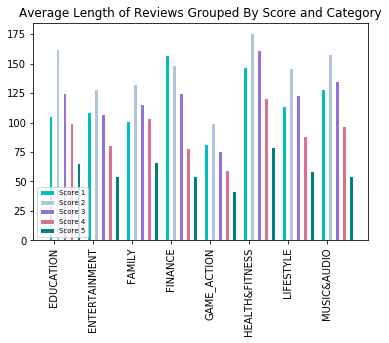 Average Length of Reviews Grouped By Score and Category
175
150
125
100
75
50
25
0
Score 1
Score 2
Score 3
Score 4
Score 5
EDUCATION
ENTERTAINMENT
FAMILY
FINANCE
GAME_ACTION
HEALTH&FITNESS
LIFESTYLE
MUSIC&AUDIO